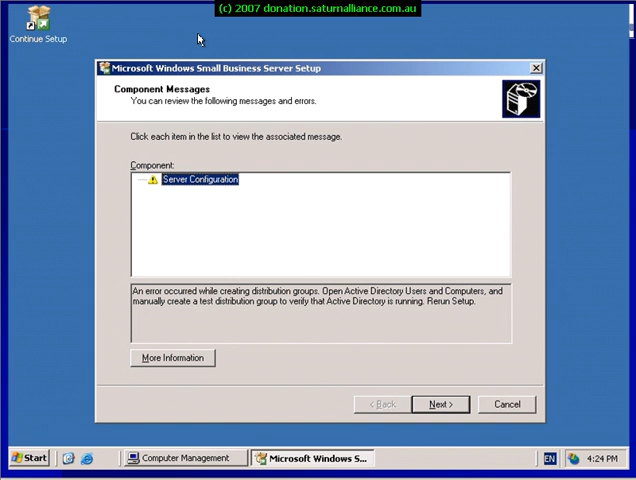 (c) 2007 donation.saturnalliance.com.au
Continue Setup
Microsoft Windows Small Business Server Setup
Component Messages
You can review the following messages and errors.
Click each item in the list to view the associated message.
Component:
Server Configuration
An error occurred while creating distribution groups. Open Active Directory Users and Computers, and
manually create a test distribution group to verify that Active Directory is running. Rerun Setup.
More Information
< Back
Next >
Cancel
Start
Computer Management
Microsoft Windows S...
EN
4:24 PM